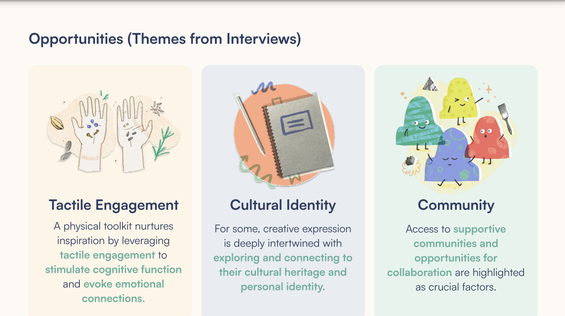 Opportunities (Themes from Interviews)
Tactile Engagement
A physical toolkit nurtures
inspiration by leveraging
tactile engagement to
stimulate cognitive function
and evoke emotional
connections.
Cultural Identity
For some, creative expression
is deeply intertwined with
exploring and connecting to
their cultural heritage and
personal identity.
Community
Access to supportive
communities and
opportunities for
collaboration are highlighted
as crucial factors.